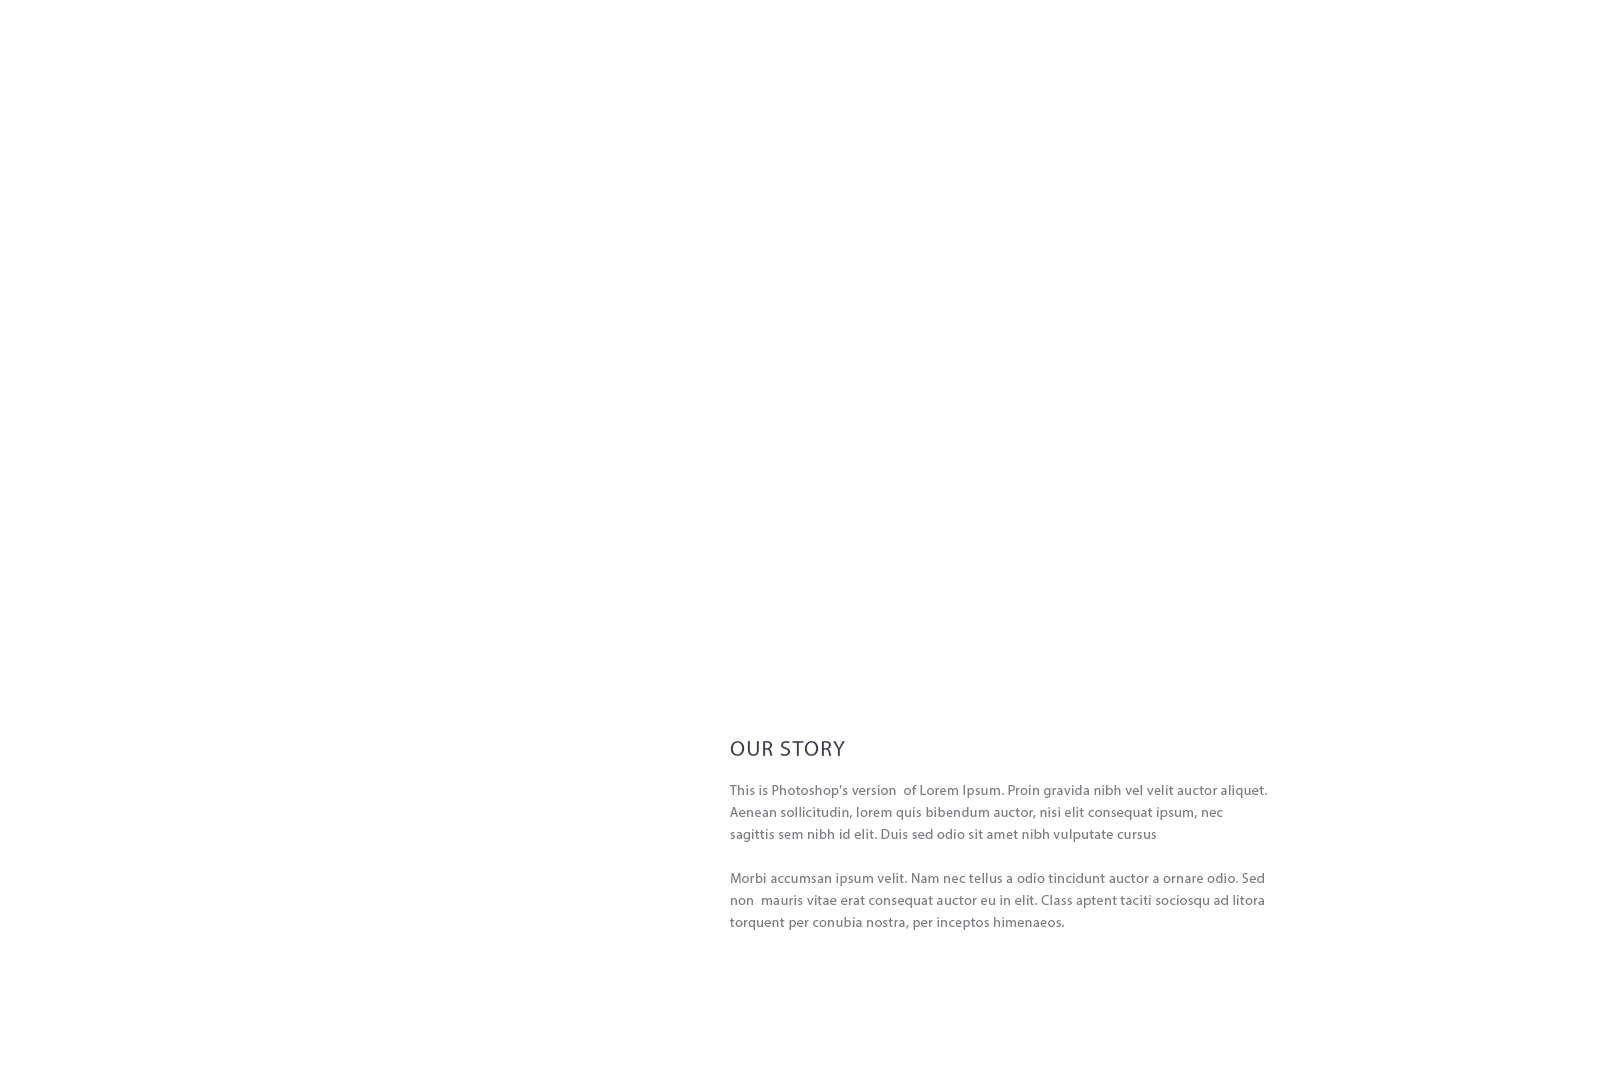 OUR STORY
This is Photoshop's version  of Lorem Ipsum. Proin gravida nibh vel velit auctor aliquet.
Aenean sollicitudin, lorem quis bibendum auctor, nisi elit consequat ipsum, nec
sagittis sem nibh id elit. Duis sed odio sit amet nibh vulputate cursus
Morbi accumsan ipsum velit. Nam nec tellus a odio tincidunt auctor a ornare odio. Sed
non  mauris vitae erat consequat auctor eu in elit. Class aptent taciti sociosqu ad litora
torquent per conubia nostra, per inceptos himenaeos.